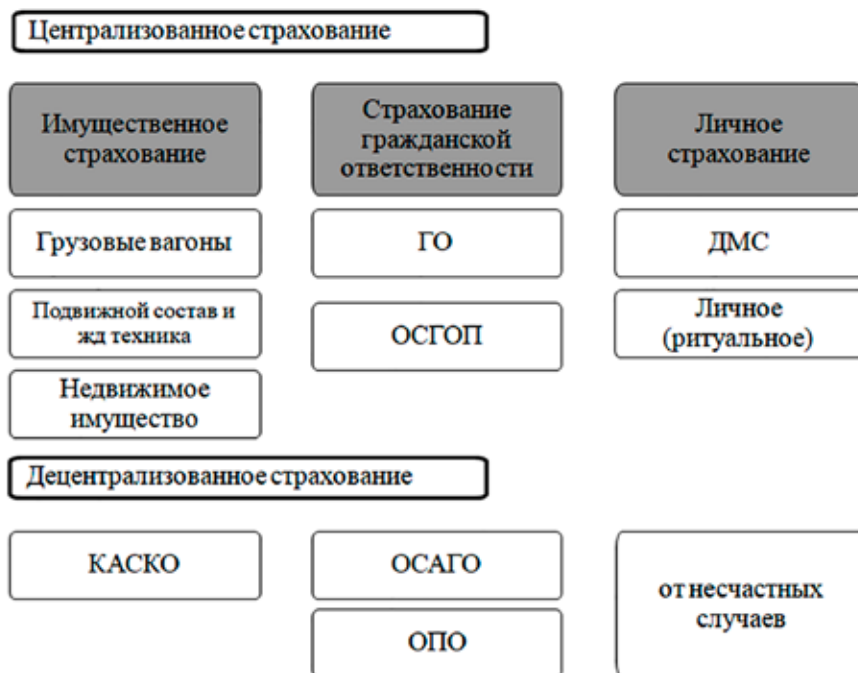 Централизованное страхование
Имущественное
страхование
Страхование
гражданской
ответственности
Личное
страхование
Грузовые вагоны
ГО
ДМС
Подвижной состав и
жд техника
ОСГОП
Личное
(ритуальное)
Недвижимое
имущество
Децентрализованное страхование
КАСКО
ОСАГО
от несчастных
случаев
ОПО